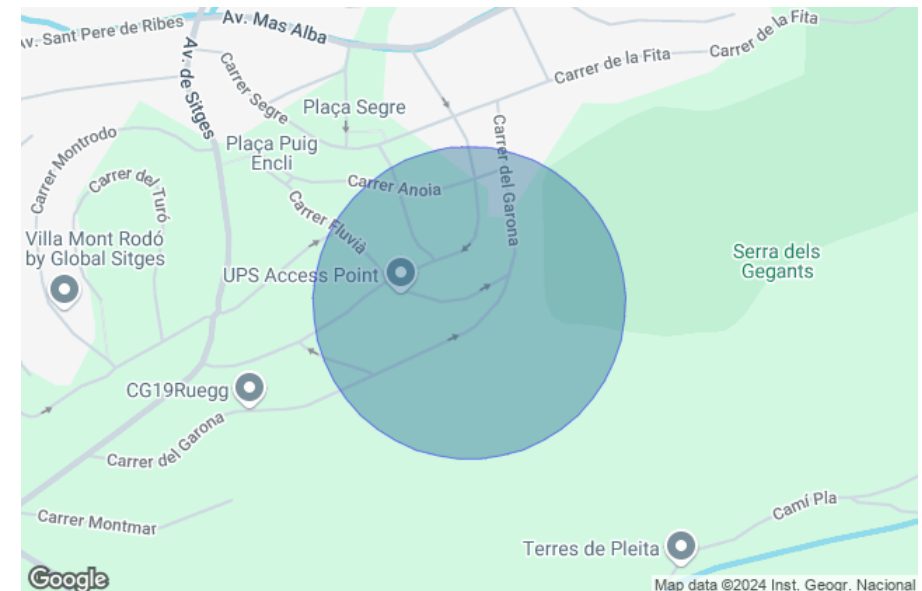 Av. Mas Alba
Av. Sant Pere de Ribes
Carrer de la Fita
Carrer de la Fita
Av. de Sitges
Carrer Segre
Plaça Segre
Carrer Montrodo
Plaça Puig
Encli
Carrer del Garona
Carrer del Turó
Carrer Anoia
Carrer Fluvià
Villa Mont Rodó
by Global Sitges
UPS Access Point
Serra dels
Gegants
CG19Ruegg
Carrer del Garona
Carrer Montmar
Camí Pla
Terres de Pleita
Google
Map data ©2024 Inst. Geogr. Nacional